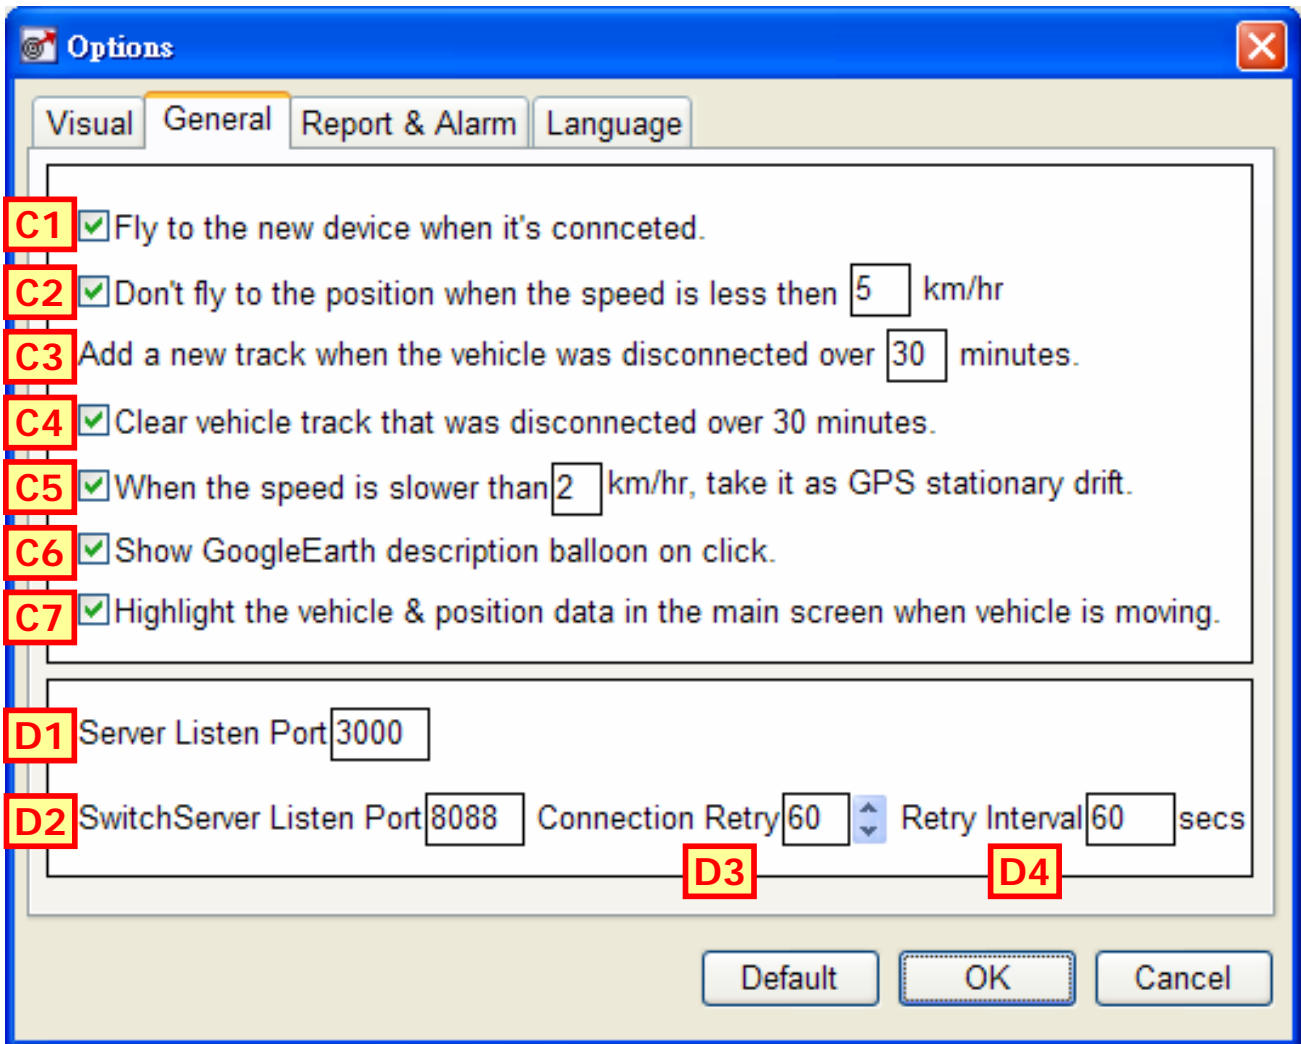 Options
Visual General Report & Alarm Language
C1 Fly to the new device when it's connceted.
C2 Don't fly to the position when the speed is less then 5 km/hr
C3 Add a new track when the vehicle was disconnected over 30 minutes.
C4 Clear vehicle track that was disconnected over 30 minutes.
C5 When the speed is slower than 2 km/hr, take it as GPS stationary drift.
C6 Show GoogleEarth description balloon on click.
C7 Highlight the vehicle & position data in the main screen when vehicle is moving.
D1 Server Listen Port 3000
D2 SwitchServer Listen Port 8088 Connection Retry 60 Retry Interval 60 secs
D3 D4
Default OK Cancel